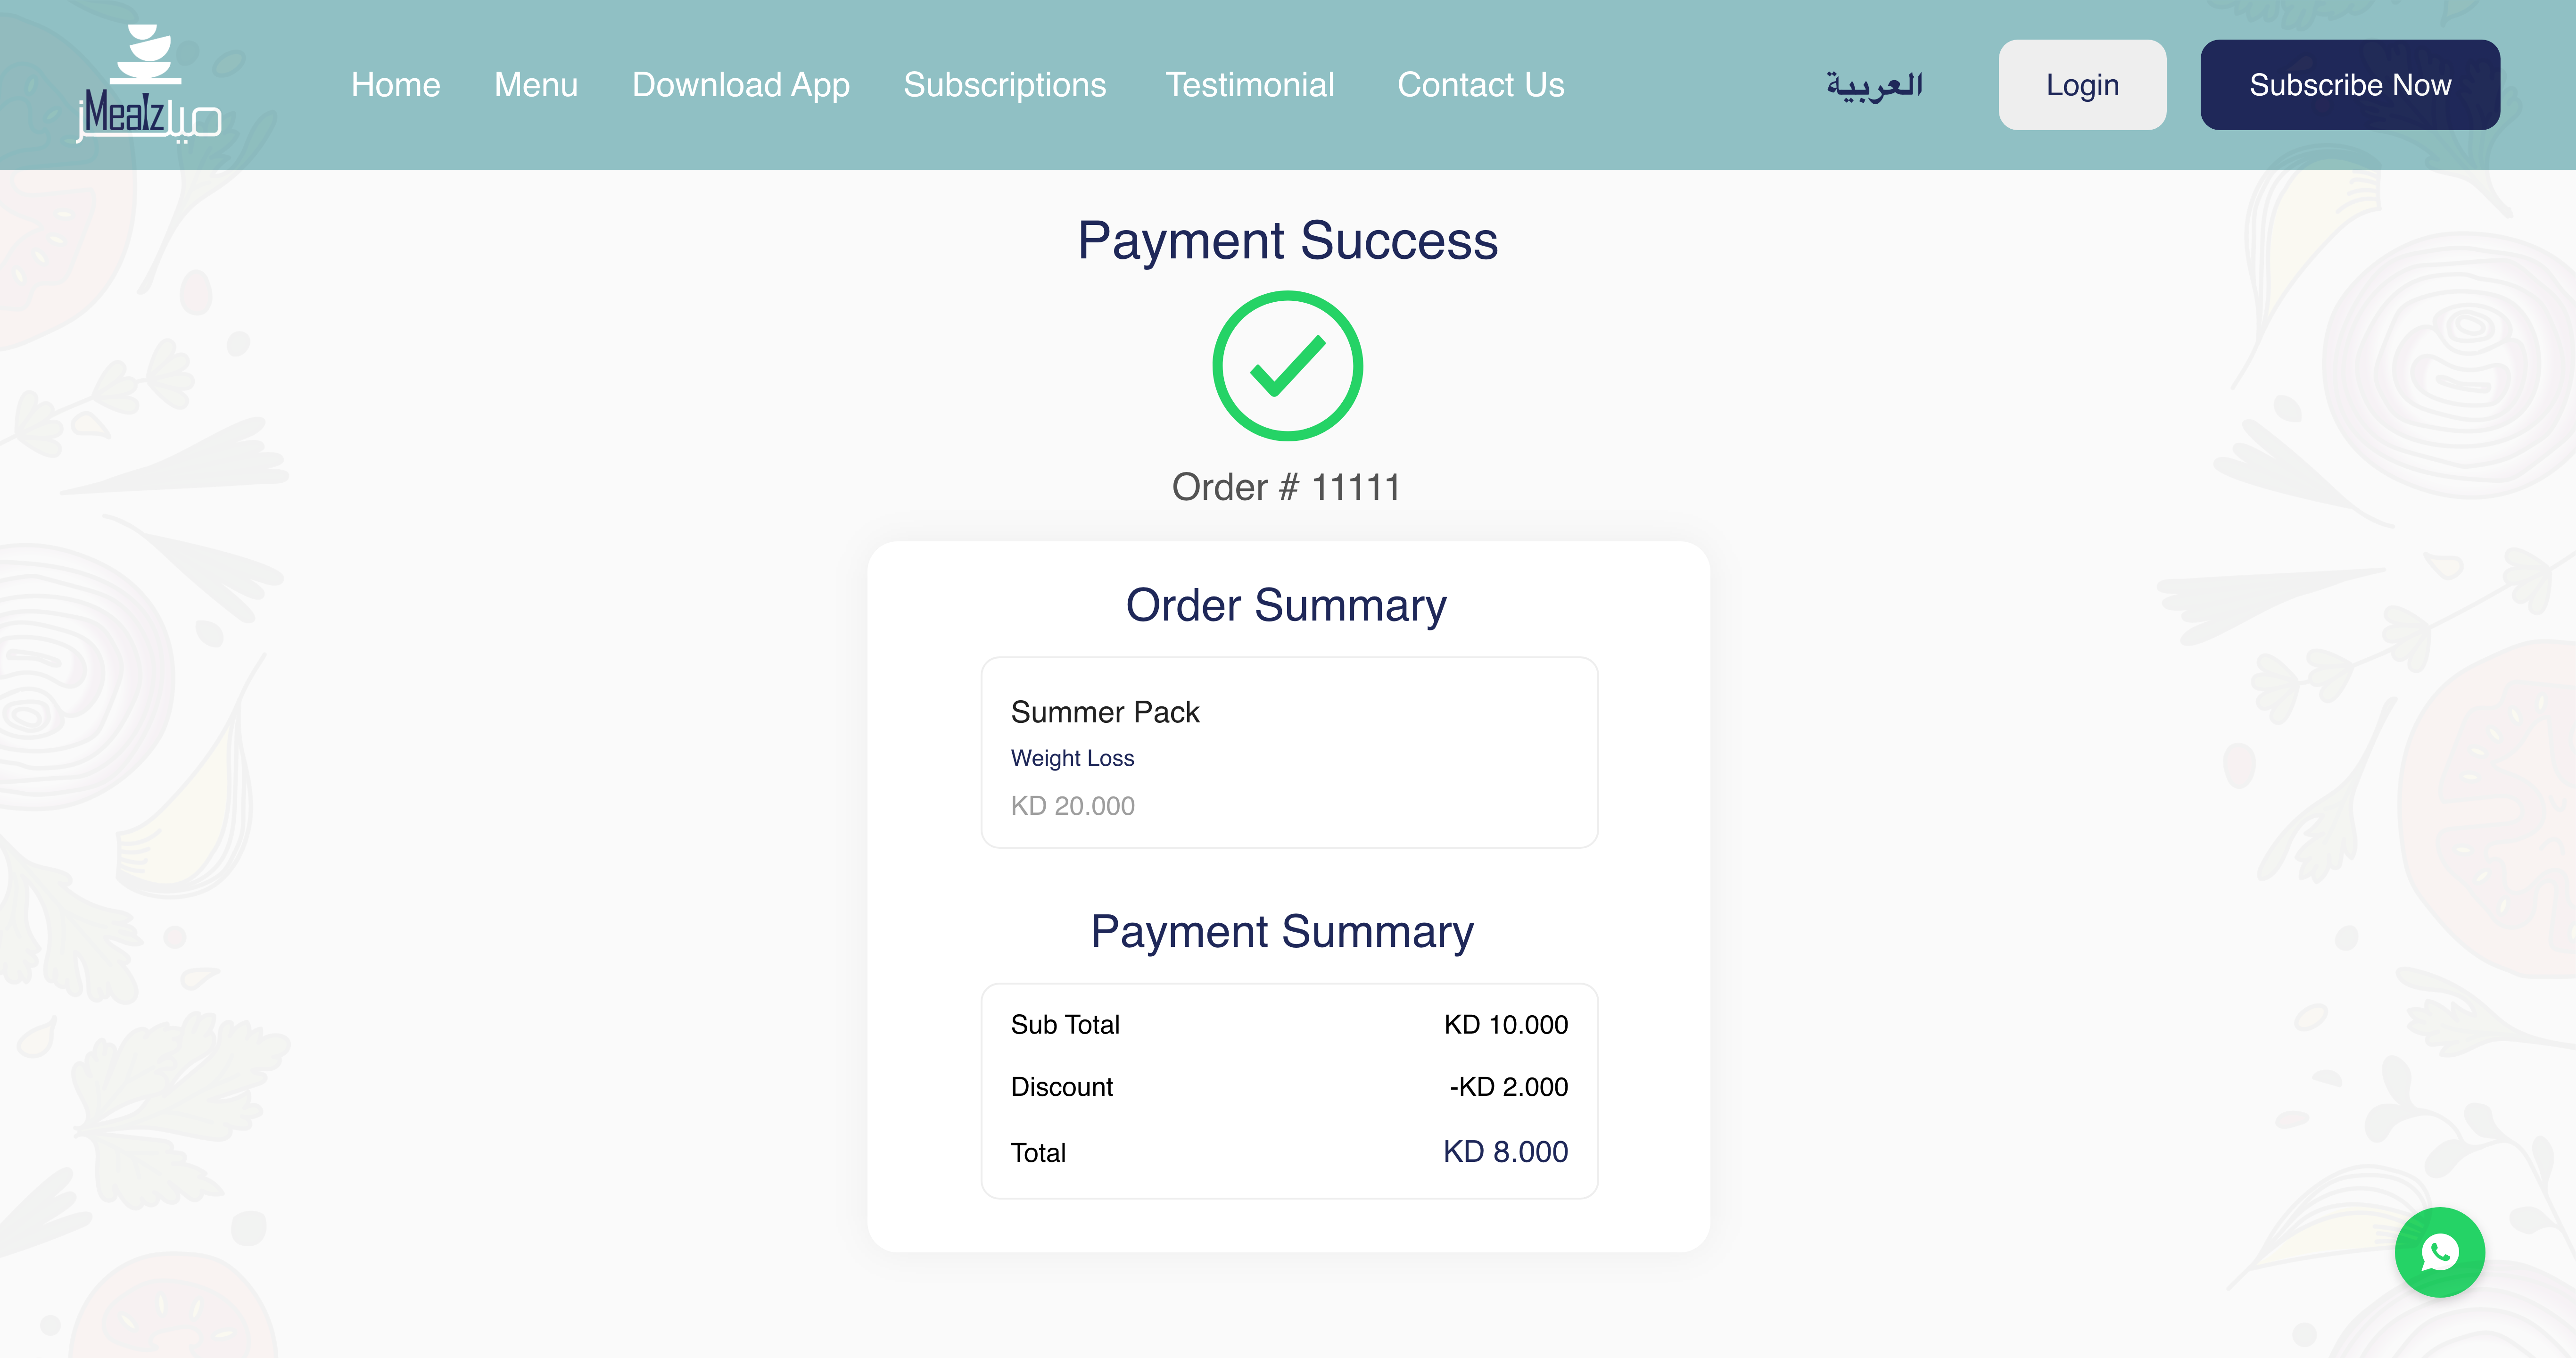 Mealz
ميلز
Home
Menu
Download App
Subscriptions
Testimonial
Contact Us
العربية
Login
Subscribe Now
Payment Success
Order # 11111
Order Summary
Summer Pack
Weight Loss
KD 20.000
Payment Summary
Sub Total KD 10.000
Discount -KD 2.000
Total KD 8.000